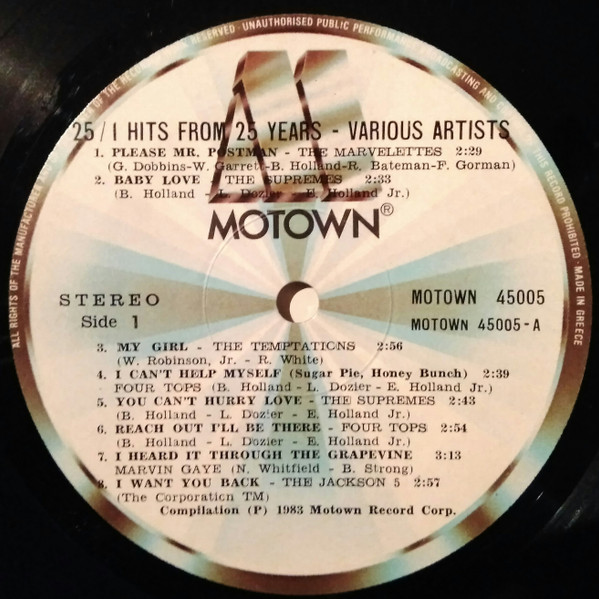 ALL RIGHTS OF THE MANUFACTURER AND OF THE RECO RESERVED UNAUTHORISED PUBLIC PERFORMANCE BROADCASTING AND THIS RECORD PROHIBITED · MADE IN GREECE
MOTOWN®
25 / 1 HITS FROM 25 YEARS - VARIOUS ARTISTS
1. PLEASE MR. POSTMAN - THE MARVELETTES 2:29
(G. Dobbins-W. Garrett-B. Holland-R. Bateman-F. Gorman)
2. BABY LOVE - THE SUPREMES 2:33
(B. Holland - L. Dozier - E. Holland Jr.)
STEREO
Side 1
MOTOWN 45005
MOTOWN 45005-A
3. MY GIRL - THE TEMPTATIONS 2:56
(W. Robinson, Jr. - R. White)
4. I CAN'T HELP MYSELF (Sugar Pie, Honey Bunch) 2:39
FOUR TOPS (B. Holland - L. Dozier - E. Holland Jr.)
5. YOU CAN'T HURRY LOVE - THE SUPREMES 2:43
(B. Holland - L. Dozier - E. Holland Jr.)
6. REACH OUT I'LL BE THERE - FOUR TOPS 2:54
(B. Holland - L. Dozier - E. Holland Jr.)
7. I HEARD IT THROUGH THE GRAPEVINE 3:13
MARVIN GAYE (N. Whitfield - B. Strong)
8. I WANT YOU BACK - THE JACKSON 5 2:57
(The Corporation TM)
Compilation (P) 1983 Motown Record Corp.